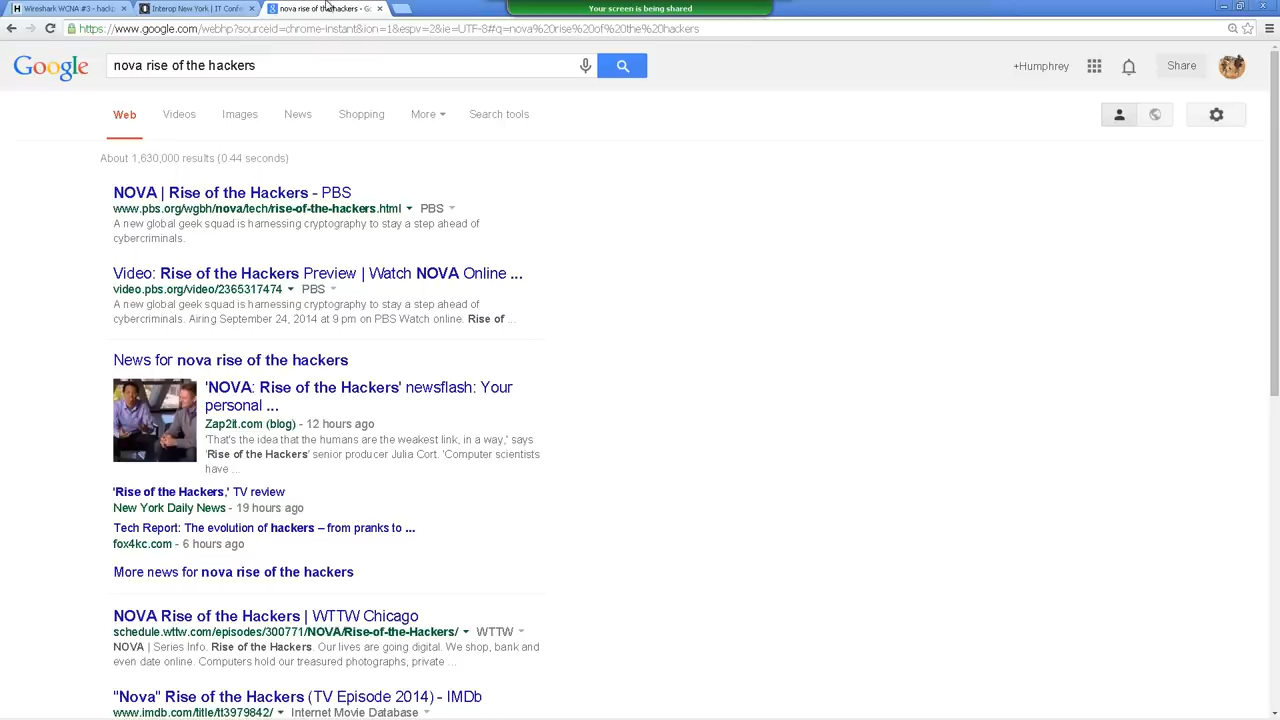 Wireshark WCNA #3 - hack:
Interop New York | IT Confe
nova rise of the hackers - Go
Your screen is being shared
https://www.google.com/webhp?sourceid=chrome-instant&ion=1&espv=2&ie=UTF-8#q=nova%20rise%20of%20the%20hackers
Google
nova rise of the hackers
+Humphrey
Share
Web
Videos
Images
News
Shopping
More
Search tools
About 1,630,000 results (0.44 seconds)
NOVA | Rise of the Hackers - PBS
www.pbs.org/wgbh/nova/tech/rise-of-the-hackers.html
PBS
A new global geek squad is harnessing cryptography to stay a step ahead of
cybercriminals.
Video: Rise of the Hackers Preview | Watch NOVA Online ...
video.pbs.org/video/2365317474
PBS
A new global geek squad is harnessing cryptography to stay a step ahead of
cybercriminals. Airing September 24, 2014 at 9 pm on PBS Watch online. Rise of ...
News for nova rise of the hackers
'NOVA: Rise of the Hackers' newsflash: Your
personal ...
Zap2it.com (blog) - 12 hours ago
'That's the idea that the humans are the weakest link, in a way,' says
'Rise of the Hackers' senior producer Julia Cort. 'Computer scientists
have ...
'Rise of the Hackers,' TV review
New York Daily News - 19 hours ago
Tech Report: The evolution of hackers – from pranks to ...
fox4kc.com - 6 hours ago
More news for nova rise of the hackers
NOVA Rise of the Hackers | WTTW Chicago
schedule.wttw.com/episodes/300771/NOVA/Rise-of-the-Hackers/
WTTW
NOVA | Series Info. Rise of the Hackers. Our lives are going digital. We shop, bank and
even date online. Computers hold our treasured photographs, private ...
"Nova" Rise of the Hackers (TV Episode 2014) - IMDb
www.imdb.com/title/tt3979842/
Internet Movie Database